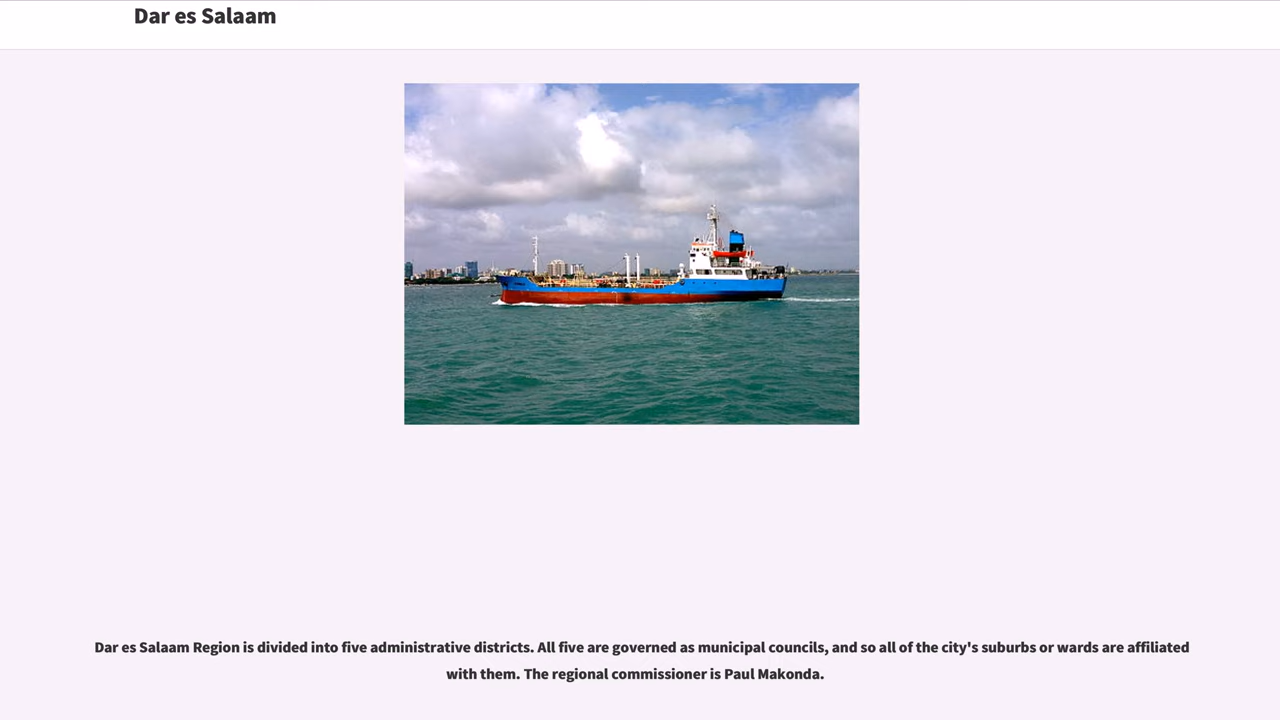 Dar es Salaam
Dar es Salaam Region is divided into five administrative districts. All five are governed as municipal councils, and so all of the city's suburbs or wards are affiliated
with them. The regional commissioner is Paul Makonda.